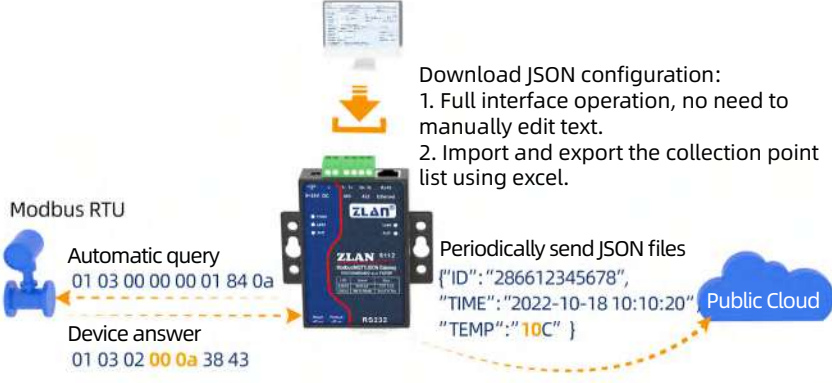 Download JSON configuration:
1. Full interface operation, no need to
manually edit text.
2. Import and export the collection point
list using excel.
Modbus RTU
Automatic query
01 03 00 00 00 01 84 0a
Device answer
01 03 02 00 0a 38 43
ZLAN
ZLAN
RS232
Periodically send JSON files
{"ID":"286612345678",
"TIME":"2022-10-18 10:10:20"
"TEMP":"10C" }
Public Cloud